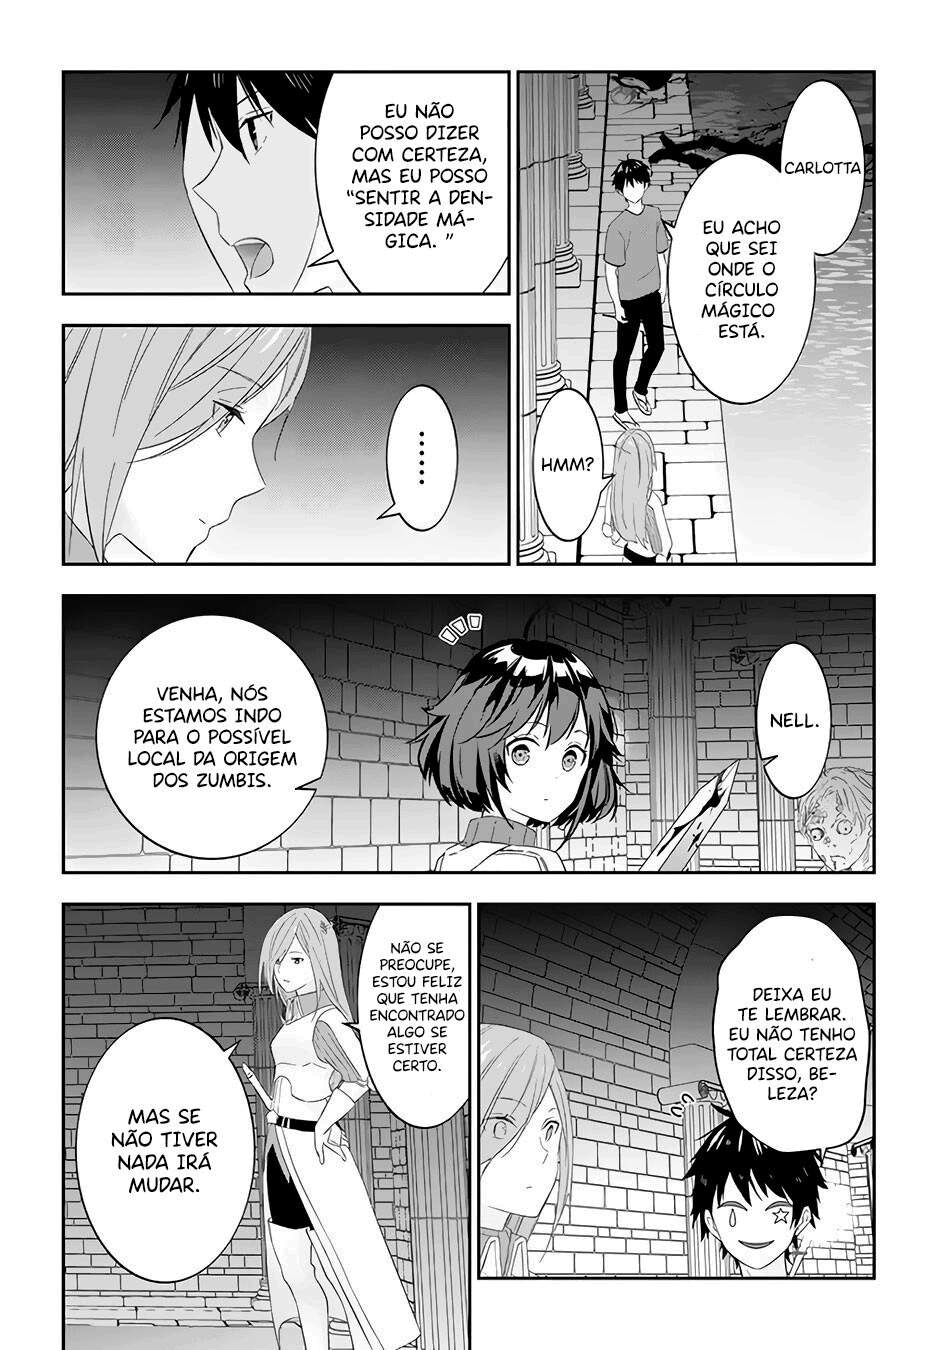 CARLOTTA
EU ACHO
QUE SEI
ONDE O
CÍRCULO
MÁGICO
ESTÁ.
HMM?
EU NÃO
POSSO DIZER
COM CERTEZA,
MAS EU POSSO
“SENTIR A DEN-
SIDADE MÁ-
GICA. ”
.......
NELL.
VENHA, NÓS
ESTAMOS INDO
PARA O POSSÍVEL
LOCAL DA ORIGEM
DOS ZUMBIS.
DEIXA EU
TE LEMBRAR.
EU NÃO TENHO
TOTAL CERTEZA
DISSO, BE-
LEZA?
NÃO SE
PREOCUPE,
ESTOU FELIZ
QUE TENHA
ENCONTRADO
ALGO SE
ESTIVER
CERTO.
MAS SE
NÃO TIVER
NADA IRÁ
MUDAR.